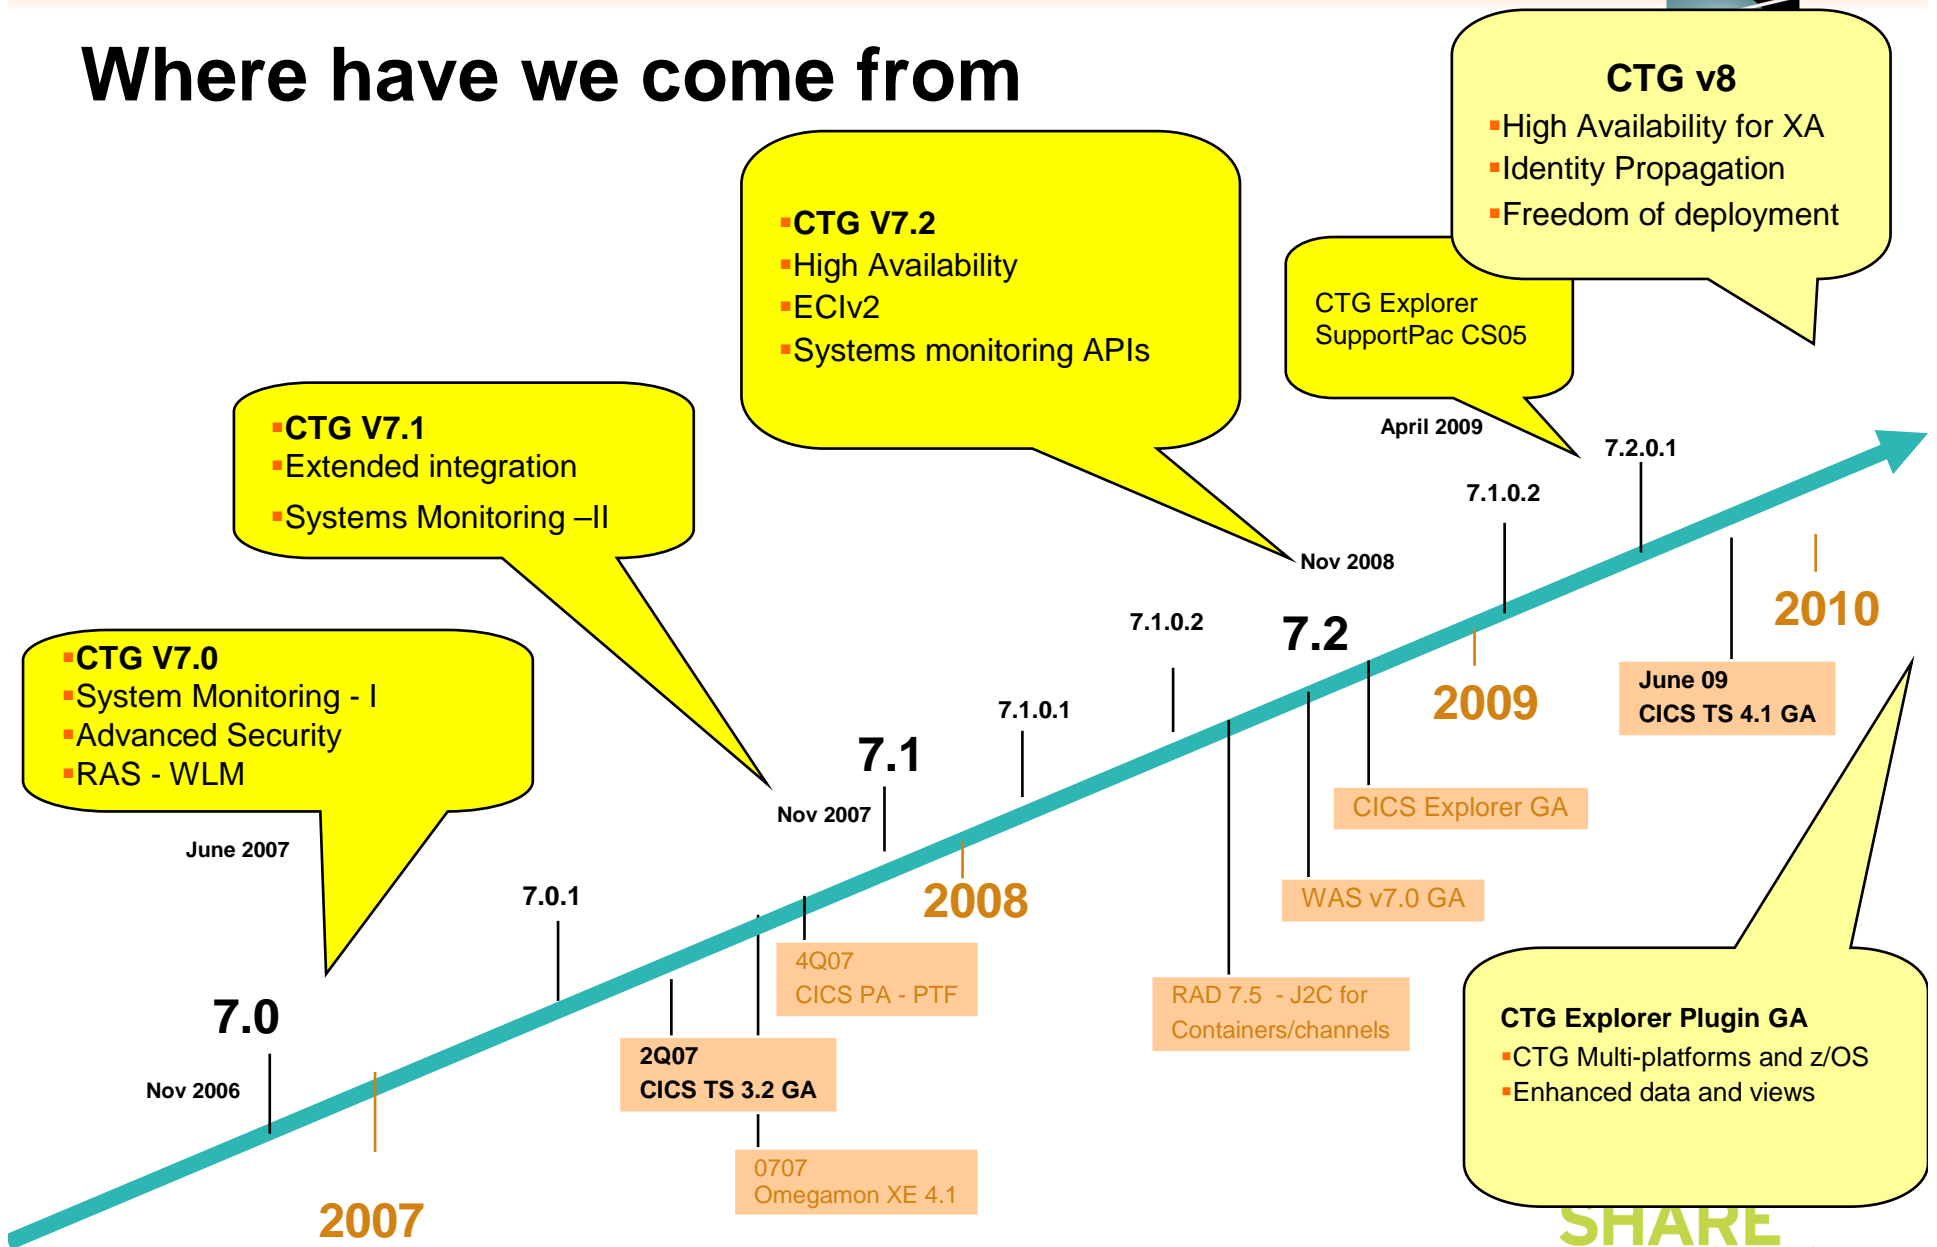 Where have we come from
CTG v8
▪High Availability for XA
▪Identity Propagation
▪Freedom of deployment
▪CTG V7.2
▪High Availability
▪ECIv2
▪Systems monitoring APIs
CTG Explorer
SupportPac CS05
▪CTG V7.1
▪Extended integration
▪Systems Monitoring –II
April 2009
7.2.0.1
7.1.0.2
Nov 2008
2010
7.1.0.2
7.2
▪CTG V7.0
▪System Monitoring - I
▪Advanced Security
▪RAS - WLM
2009
June 09
CICS TS 4.1 GA
7.1.0.1
7.1
Nov 2007
CICS Explorer GA
June 2007
7.0.1
2008
WAS v7.0 GA
4Q07
CICS PA - PTF
RAD 7.5 - J2C for
Containers/channels
7.0
Nov 2006
2Q07
CICS TS 3.2 GA
CTG Explorer Plugin GA
▪CTG Multi-platforms and z/OS
▪Enhanced data and views
0707
Omegamon XE 4.1
2007
SHARE